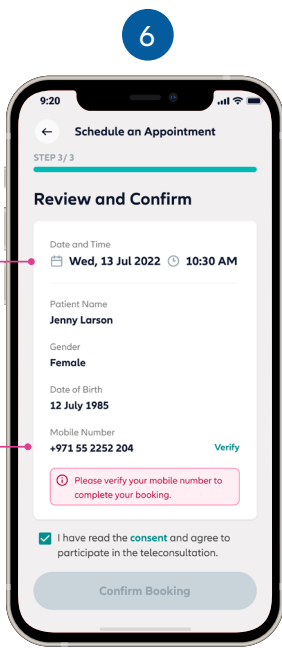 6
9:20
Schedule an Appointment
STEP 3/3
Review and Confirm
Date and Time
Wed, 13 Jul 2022 10:30 AM
Patient Name
Jenny Larson
Gender
Female
Date of Birth
12 July 1985
Mobile Number
+971 55 2252 204 Verify
Please verify your mobile number to
complete your booking.
I have read the consent and agree to
participate in the teleconsultation.
Confirm Booking